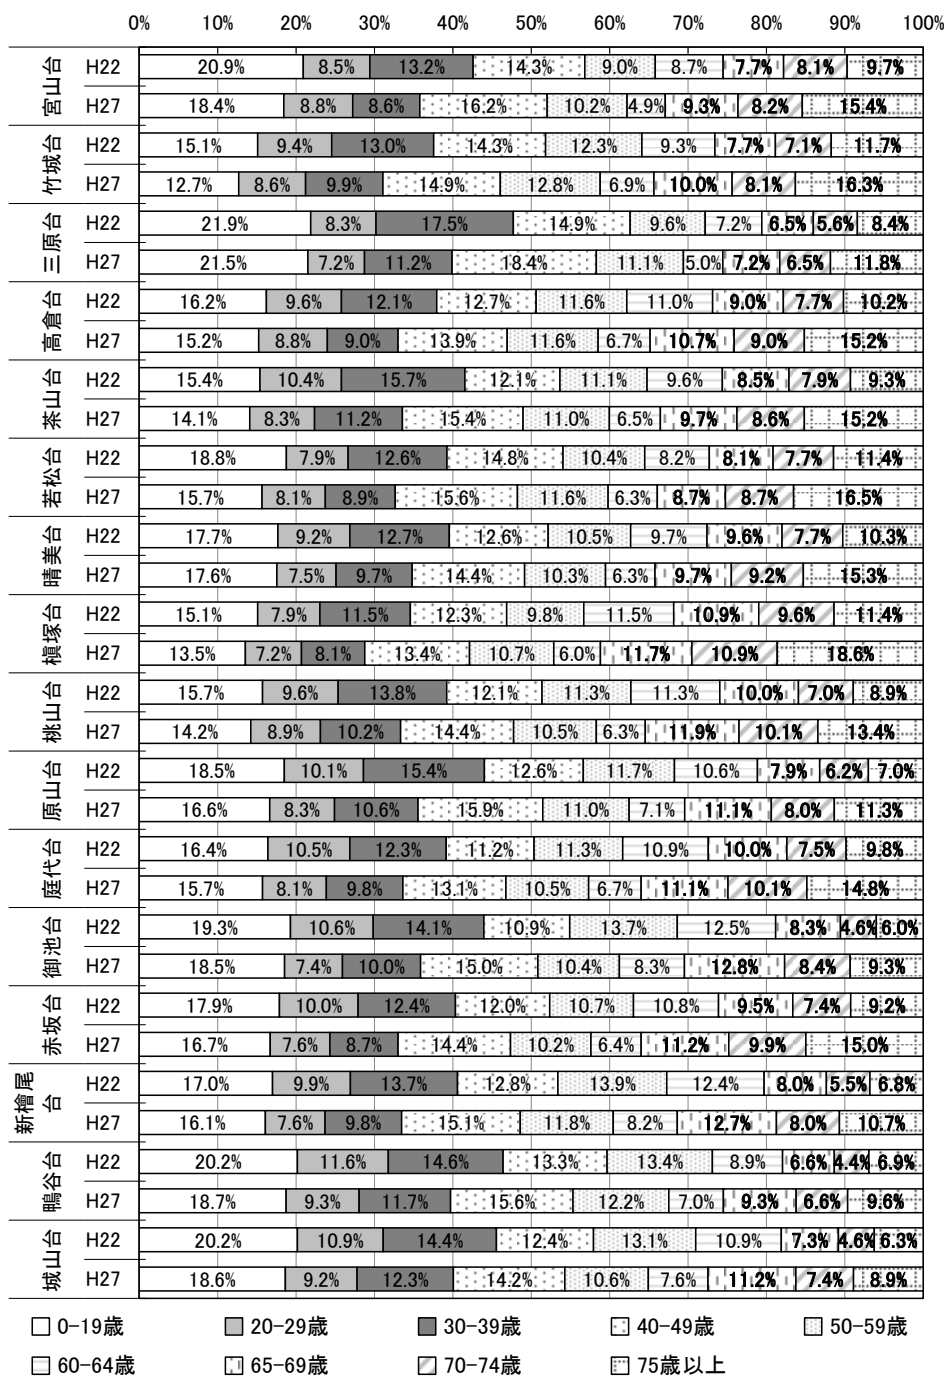 0% 10% 20% 30% 40% 50% 60% 70% 80% 90% 100%
宮山台
H22 20.9% 8.5% 13.2% 14.3% 9.0% 8.7% 7.7% 8.1% 9.7%
H27 18.4% 8.8% 8.6% 16.2% 10.2% 4.9% 9.3% 8.2% 15.4%
竹城台
H22 15.1% 9.4% 13.0% 14.3% 12.3% 9.3% 7.7% 7.1% 11.7%
H27 12.7% 8.6% 9.9% 14.9% 12.8% 6.9% 10.0% 8.1% 16.3%
三原台
H22 21.9% 8.3% 17.5% 14.9% 9.6% 7.2% 6.5% 5.6% 8.4%
H27 21.5% 7.2% 11.2% 18.4% 11.1% 5.0% 7.2% 6.5% 11.8%
高倉台
H22 16.2% 9.6% 12.1% 12.7% 11.6% 11.0% 9.0% 7.7% 10.2%
H27 15.2% 8.8% 9.0% 13.9% 11.6% 6.7% 10.7% 9.0% 15.2%
茶山台
H22 15.4% 10.4% 15.7% 12.1% 11.1% 9.6% 8.5% 7.9% 9.3%
H27 14.1% 8.3% 11.2% 15.4% 11.0% 6.5% 9.7% 8.6% 15.2%
若松台
H22 18.8% 7.9% 12.6% 14.8% 10.4% 8.2% 8.1% 7.7% 11.4%
H27 15.7% 8.1% 8.9% 15.6% 11.6% 6.3% 8.7% 8.7% 16.5%
晴美台
H22 17.7% 9.2% 12.7% 12.6% 10.5% 9.7% 9.6% 7.7% 10.3%
H27 17.6% 7.5% 9.7% 14.4% 10.3% 6.3% 9.7% 9.2% 15.3%
槇塚台
H22 15.1% 7.9% 11.5% 12.3% 9.8% 11.5% 10.9% 9.6% 11.4%
H27 13.5% 7.2% 8.1% 13.4% 10.7% 6.0% 11.7% 10.9% 18.6%
桃山台
H22 15.7% 9.6% 13.8% 12.1% 11.3% 11.3% 10.0% 7.0% 8.9%
H27 14.2% 8.9% 10.2% 14.4% 10.5% 6.3% 11.9% 10.1% 13.4%
原山台
H22 18.5% 10.1% 15.4% 12.6% 11.7% 10.6% 7.9% 6.2% 7.0%
H27 16.6% 8.3% 10.6% 15.9% 11.0% 7.1% 11.1% 8.0% 11.3%
庭代台
H22 16.4% 10.5% 12.3% 11.2% 11.3% 10.9% 10.0% 7.5% 9.8%
H27 15.7% 8.1% 9.8% 13.1% 10.5% 6.7% 11.1% 10.1% 14.8%
御池台
H22 19.3% 10.6% 14.1% 10.9% 13.7% 12.5% 8.3% 4.6% 6.0%
H27 18.5% 7.4% 10.0% 15.0% 10.4% 8.3% 12.8% 8.4% 9.3%
赤坂台
H22 17.9% 10.0% 12.4% 12.0% 10.7% 10.8% 9.5% 7.4% 9.2%
H27 16.7% 7.6% 8.7% 14.4% 10.2% 6.4% 11.2% 9.9% 15.0%
新檜尾
台
H22 17.0% 9.9% 13.7% 12.8% 13.9% 12.4% 8.0% 5.5% 6.8%
H27 16.1% 7.6% 9.8% 15.1% 11.8% 8.2% 12.7% 8.0% 10.7%
鴨谷台
H22 20.2% 11.6% 14.6% 13.3% 13.4% 8.9% 6.6% 4.4% 6.9%
H27 18.7% 9.3% 11.7% 15.6% 12.2% 7.0% 9.3% 6.6% 9.6%
城山台
H22 20.2% 10.9% 14.4% 12.4% 13.1% 10.9% 7.3% 4.6% 6.3%
H27 18.6% 9.2% 12.3% 14.2% 10.6% 7.6% 11.2% 7.4% 8.9%
0-19歳 20-29歳 30-39歳 40-49歳 50-59歳
60-64歳 65-69歳 70-74歳 75歳以上